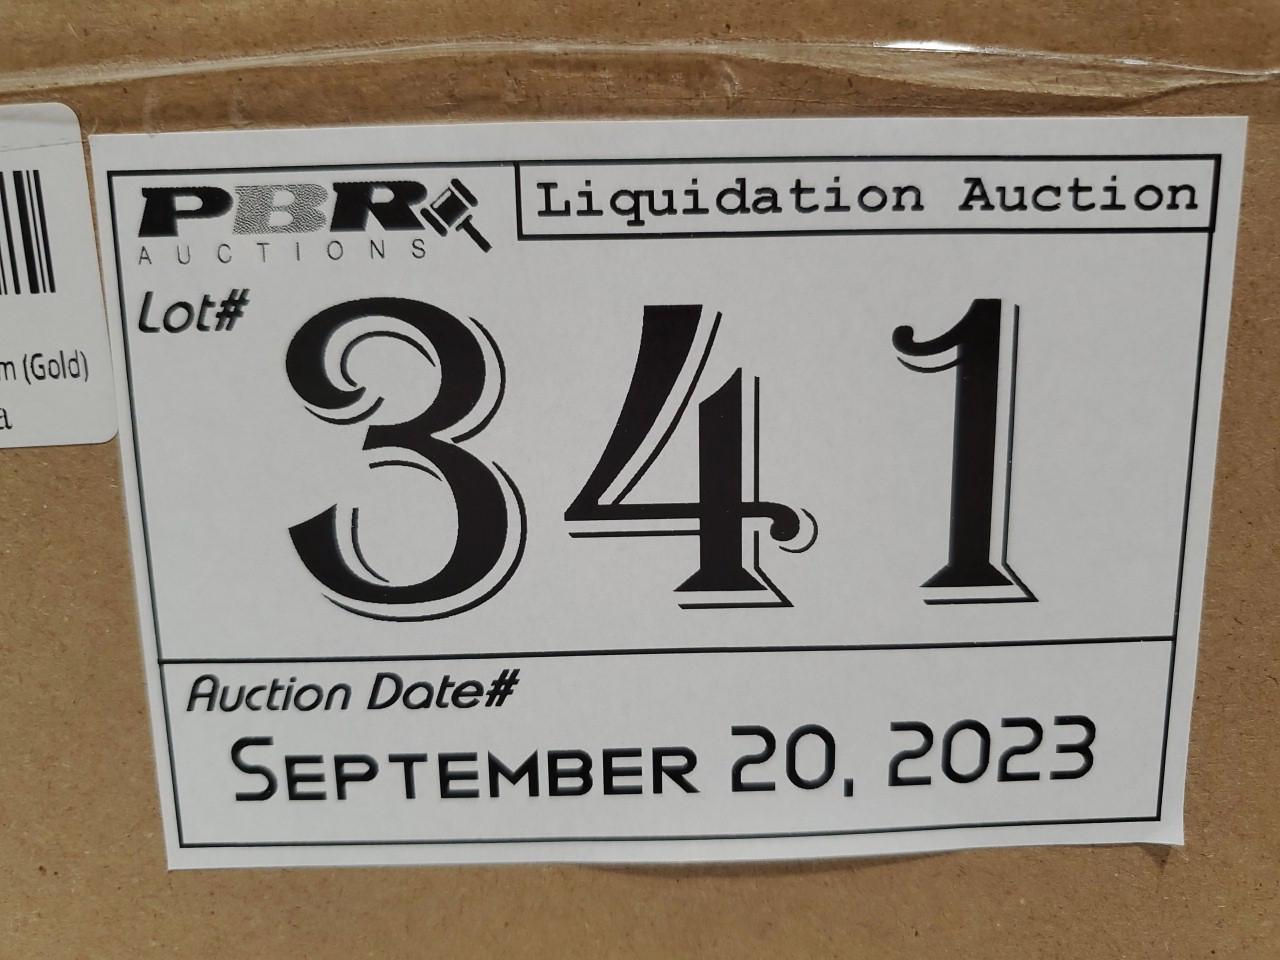 PBR
AUCTIONS
Liquidation Auction
Lot#
341
Auction Date#
SEPTEMBER 20, 2023
(Gold)